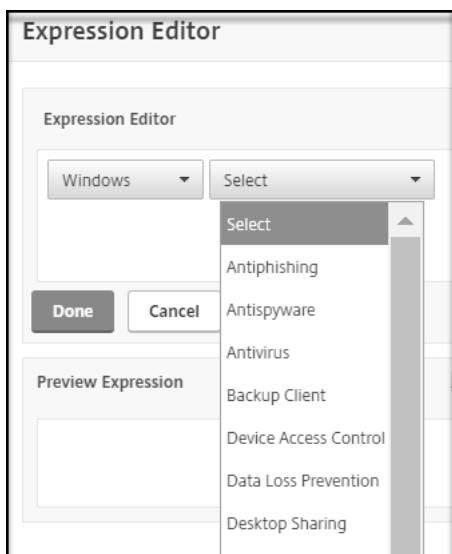 Expression Editor
Expression Editor
Windows Select
Select
Antiphishing
Antispyware
Done Cancel
Antivirus
Preview Expression
Backup Client
Device Access Control
Data Loss Prevention
Desktop Sharing